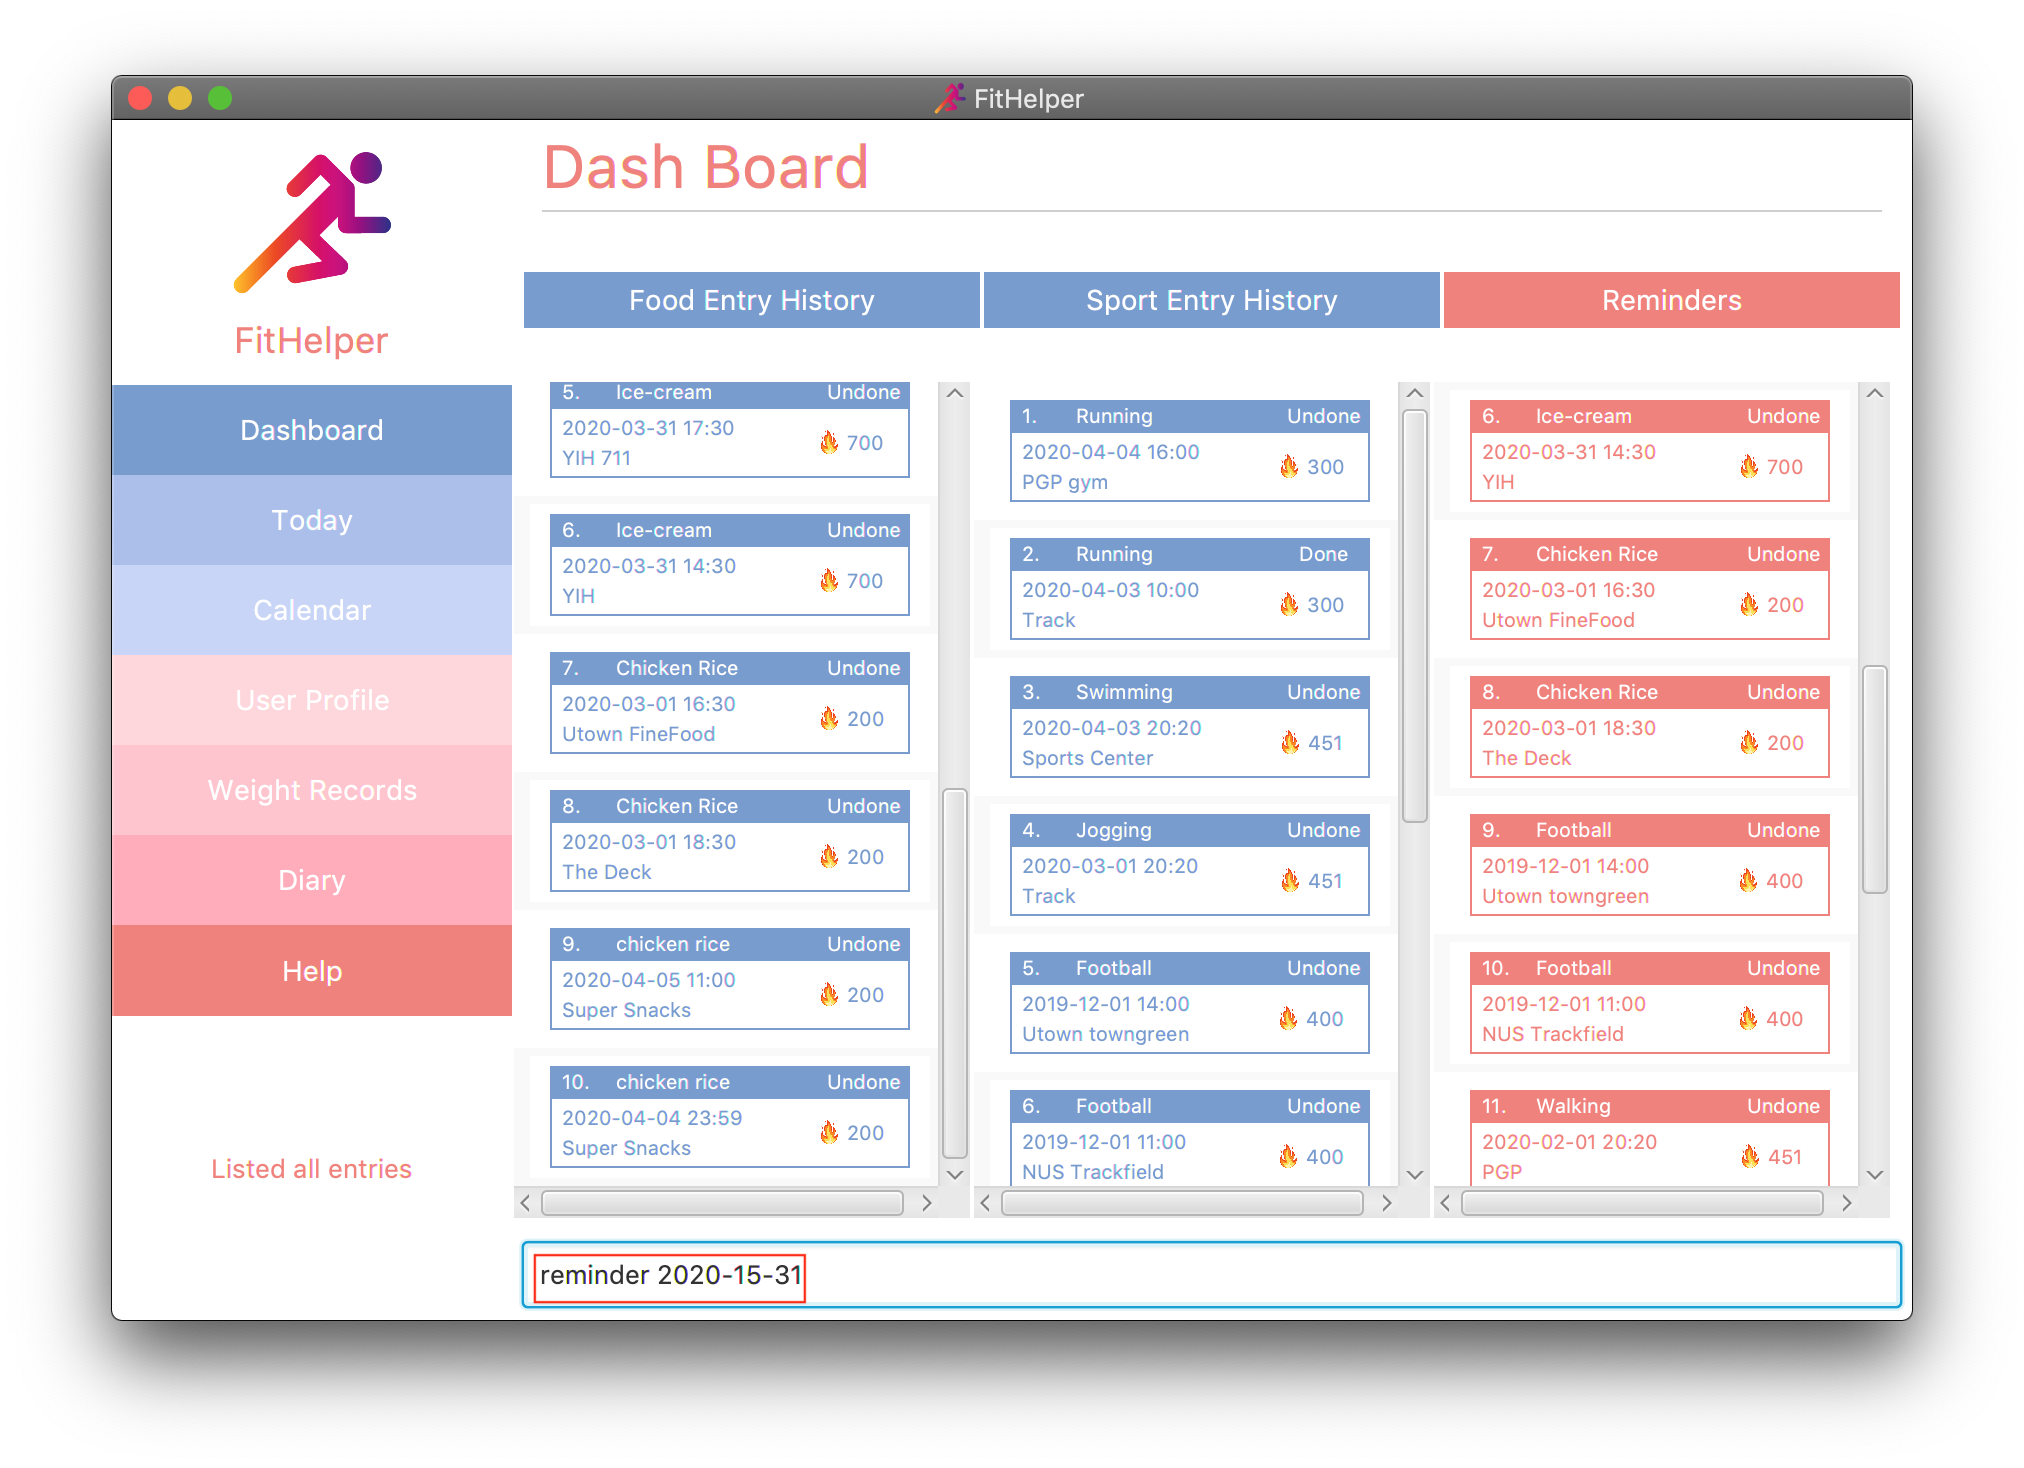 FitHelper
Dash Board
FitHelper
Dashboard
Today
Calendar
User Profile
Weight Records
Diary
Help
Listed all entries
Food Entry History
5. Ice-cream Undone
2020-03-31 17:30
700
YIH 711
6. Ice-cream Undone
2020-03-31 14:30
700
YIH
7. Chicken Rice Undone
2020-03-01 16:30
200
Utown FineFood
8. Chicken Rice Undone
2020-03-01 18:30
200
The Deck
9. chicken rice Undone
2020-04-05 11:00
200
Super Snacks
10. chicken rice Undone
2020-04-04 23:59
200
Super Snacks
Sport Entry History
1. Running Undone
2020-04-04 16:00
300
PGP gym
2. Running Done
2020-04-03 10:00
300
Track
3. Swimming Undone
2020-04-03 20:20
451
Sports Center
4. Jogging Undone
2020-03-01 20:20
451
Track
5. Football Undone
2019-12-01 14:00
400
Utown towngreen
6. Football Undone
2019-12-01 11:00
400
NUS Trackfield
Reminders
6. Ice-cream Undone
2020-03-31 14:30
700
YIH
7. Chicken Rice Undone
2020-03-01 16:30
200
Utown FineFood
8. Chicken Rice Undone
2020-03-01 18:30
200
The Deck
9. Football Undone
2019-12-01 14:00
400
Utown towngreen
10. Football Undone
2019-12-01 11:00
400
NUS Trackfield
11. Walking Undone
2020-02-01 20:20
451
PGP
reminder 2020-15-31